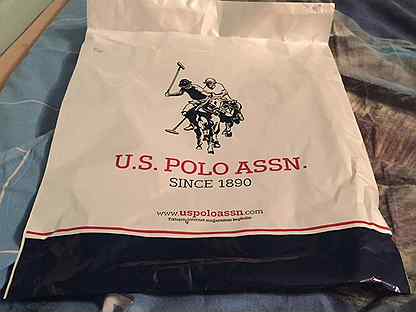 U.S. POLO ASSN.
SINCE 1890
www.uspoloassn.com